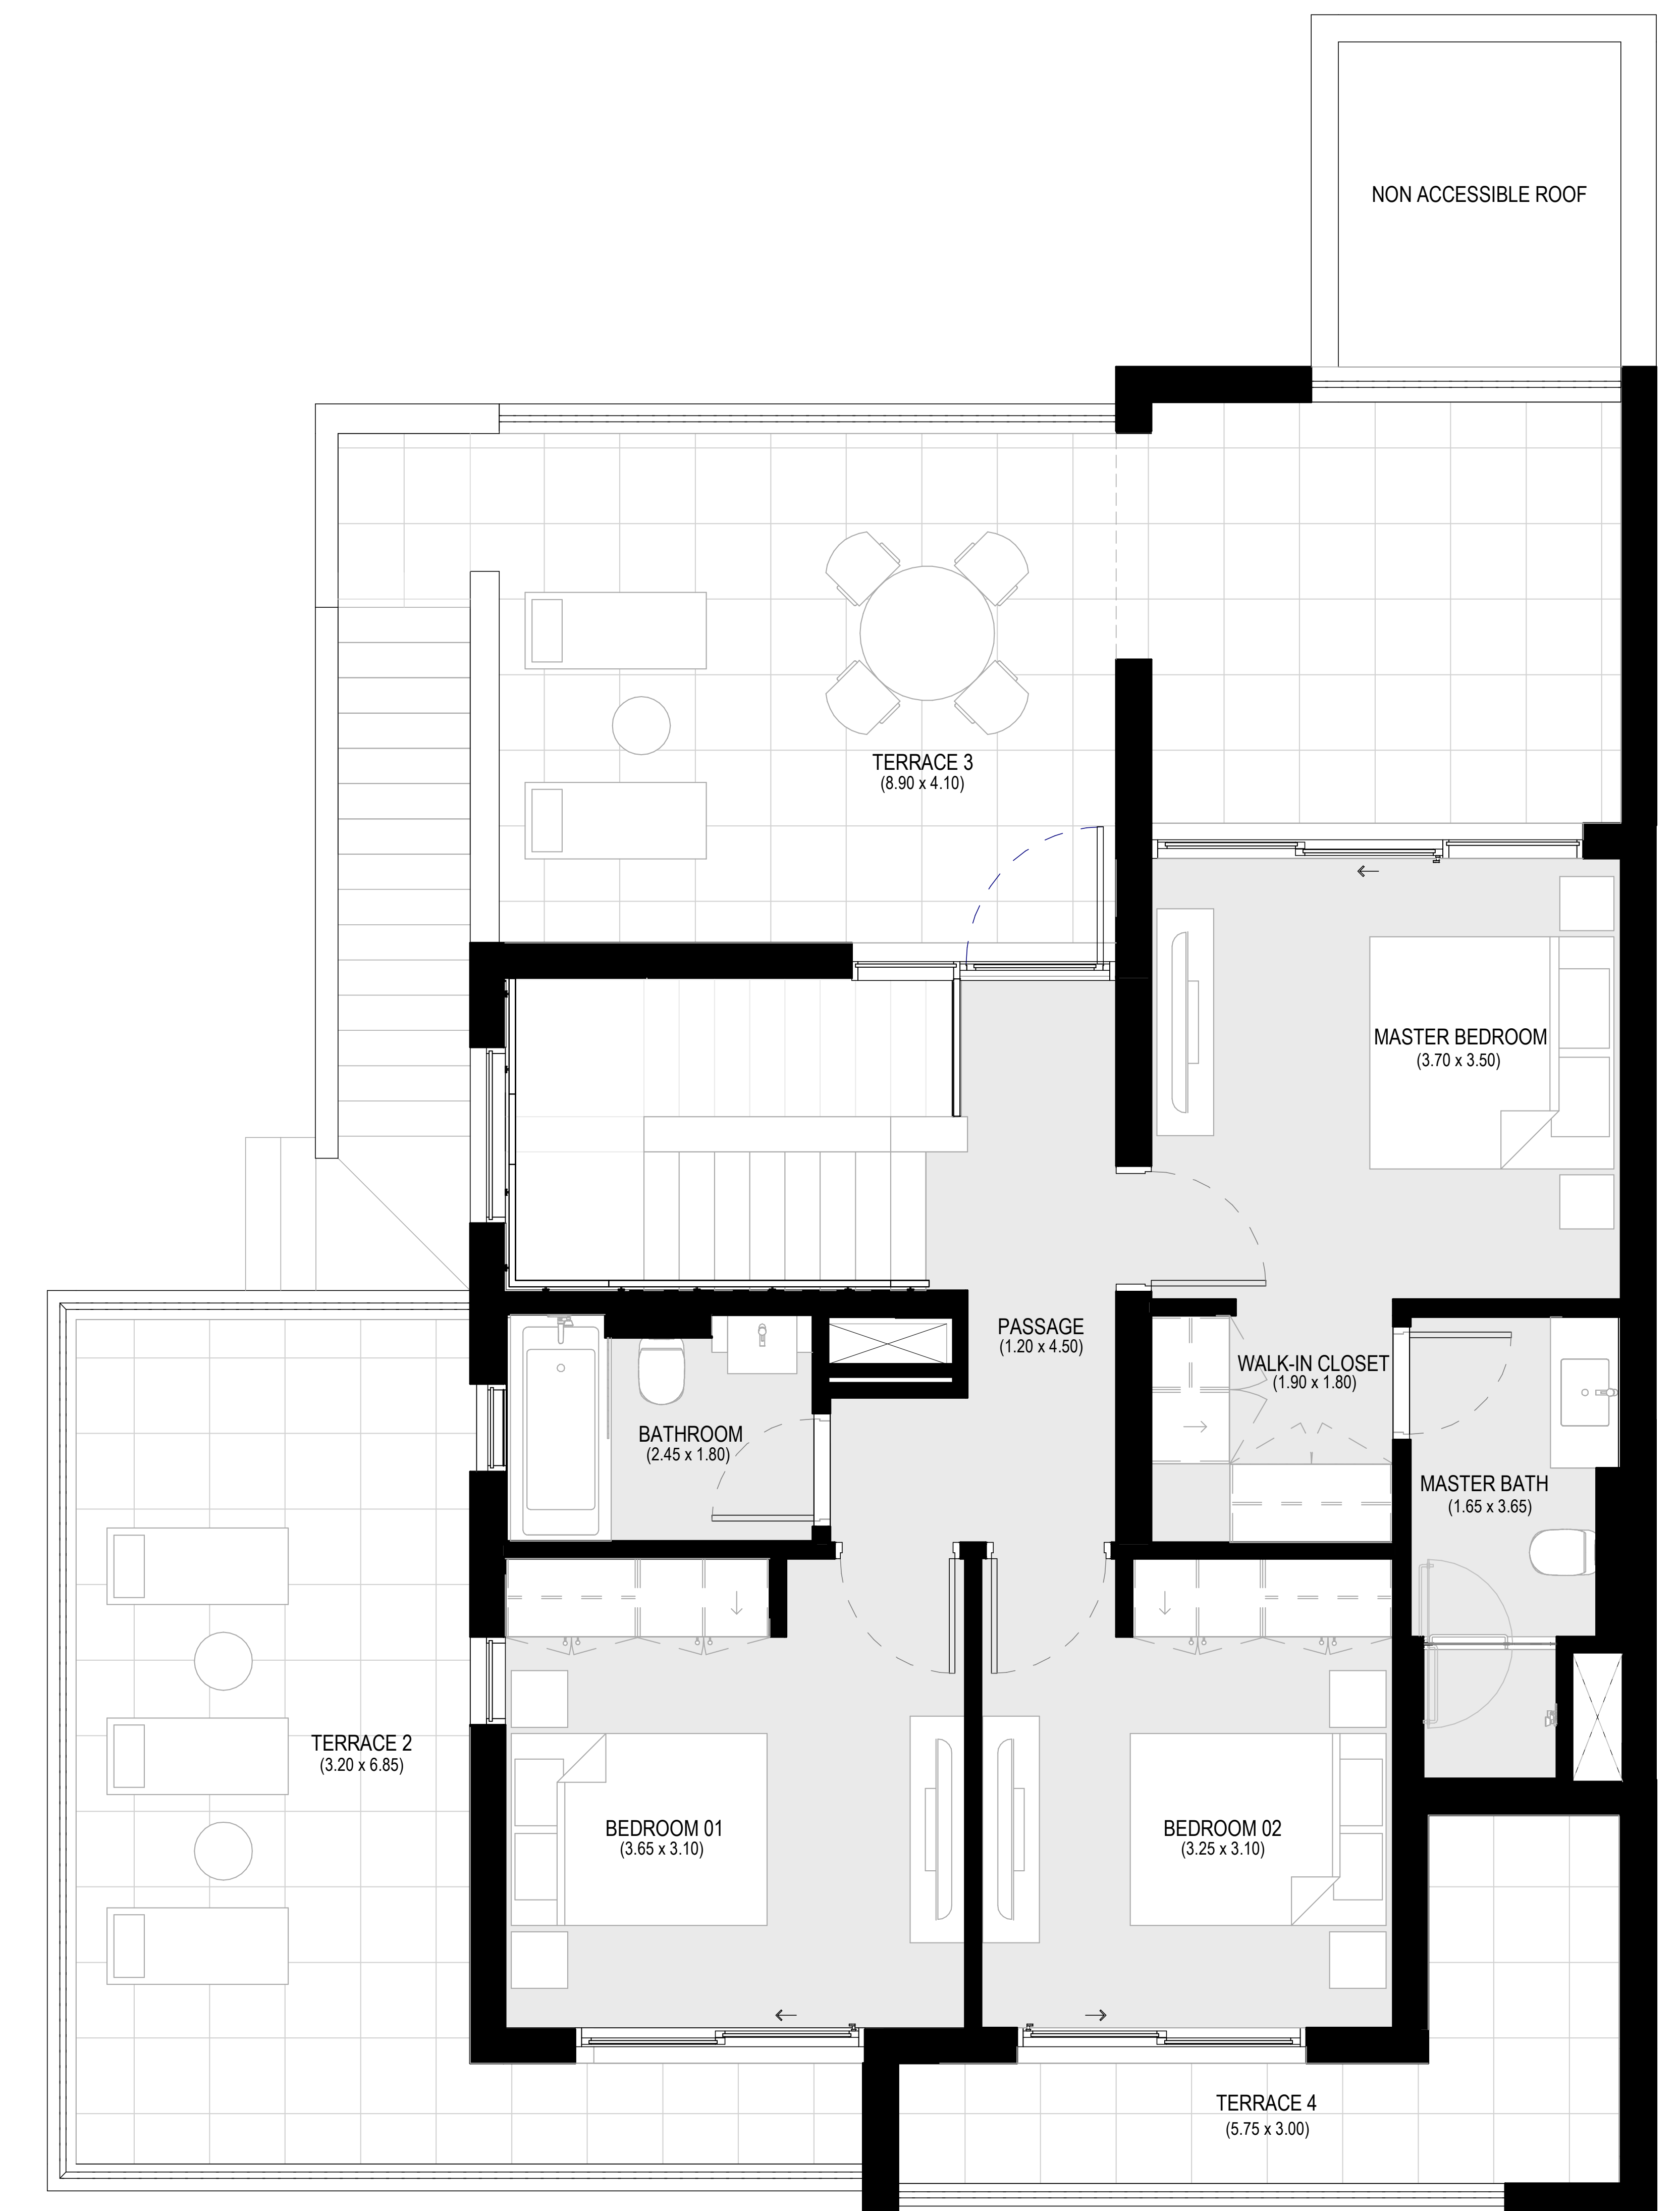 NON ACCESSIBLE ROOF
TERRACE 3
(8.90 x 4.10)
MASTER BEDROOM
(3.70 x 3.50)
PASSAGE
(1.20 x 4.50)
WALK-IN CLOSET
(1.90 x 1.80)
BATHROOM
(2.45 x 1.80)
MASTER BATH
(1.65 x 3.65)
TERRACE 2
(3.20 x 6.85)
BEDROOM 01
(3.65 x 3.10)
BEDROOM 02
(3.25 x 3.10)
TERRACE 4
(5.75 x 3.00)